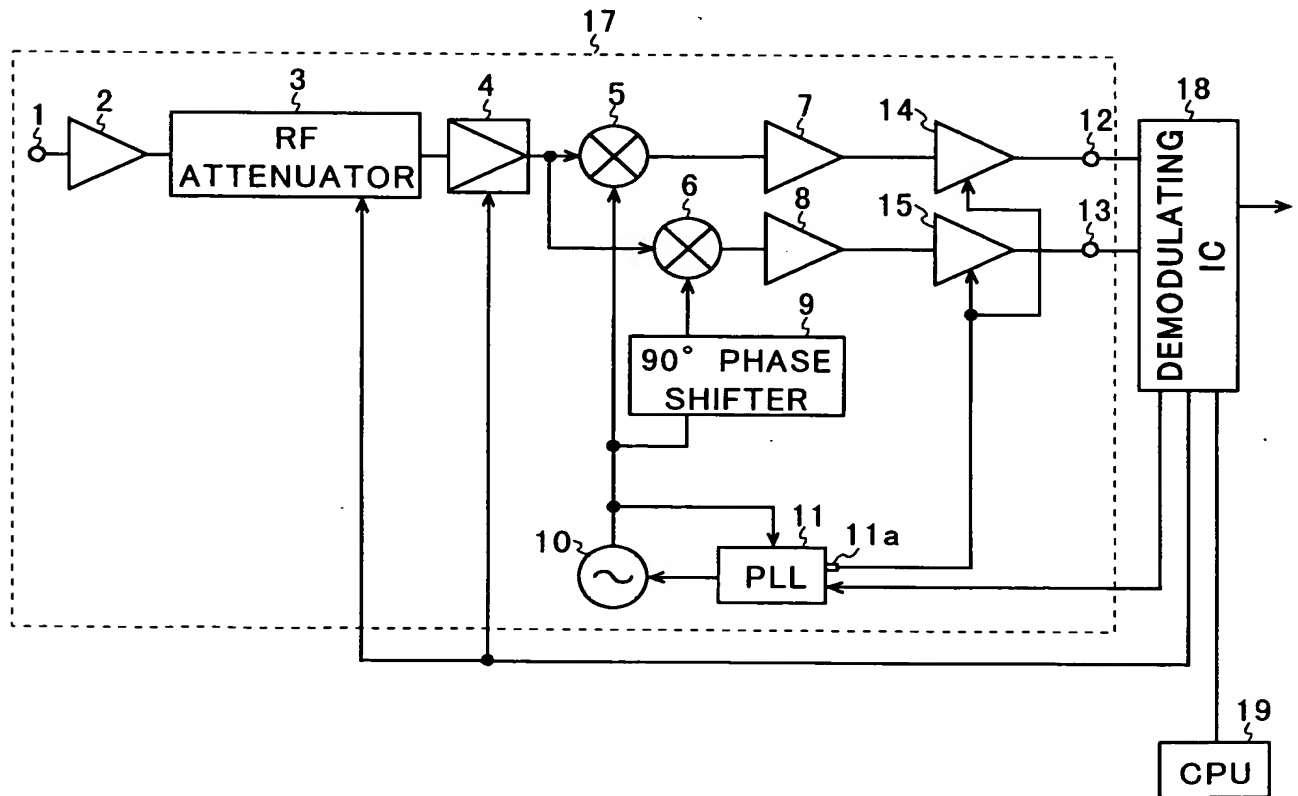 17
1
2
3
4
5
7
14
12
18
RF
ATTENUATOR
6
8
15
13
DEMODULATING
IC
9
90° PHASE
SHIFTER
10
11
11a
PLL
19
CPU